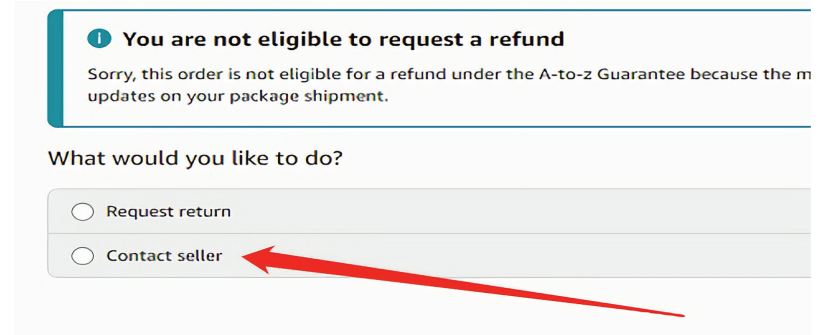 You are not eligible to request a refund
Sorry, this order is not eligible for a refund under the A-to-z Guarantee because the
updates on your package shipment.
What would you like to do?
Request return
Contact seller